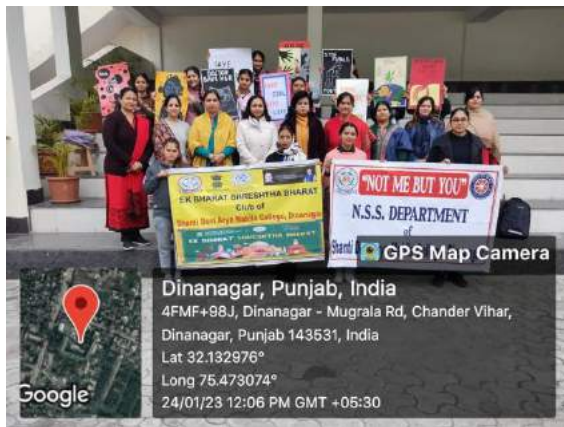 SAVE
EK BHARAT SHRESHTHA BHARAT
Club of
Shanti Devi Arya Mahila College, Dinanagar
EK BHARAT SHRESHTHA BHARAT
"NOT ME BUT YOU"
N.S.S. DEPARTMENT
of
Shanti
GPS Map Camera
Dinanagar, Punjab, India
4FMF+98J, Dinanagar - Mugrala Rd, Chander Vihar,
Dinanagar, Punjab 143531, India
Lat 32.132976°
Long 75.473074°
24/01/23 12:06 PM GMT +05:30
Google